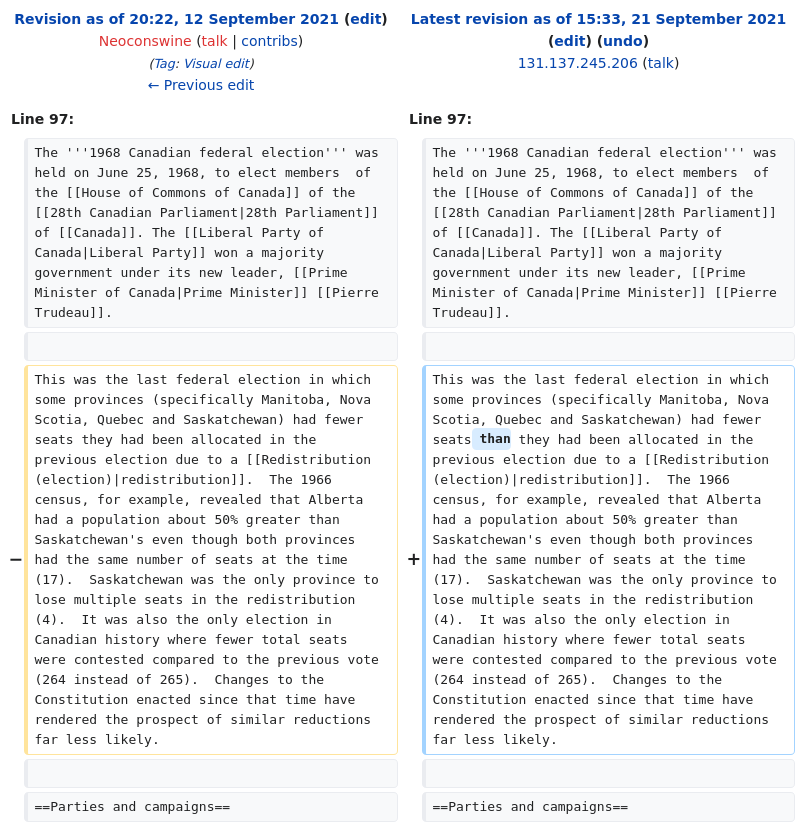 Revision as of 20:22, 12 September 2021 (edit)
Neoconswine (talk | contribs)
(Tag: Visual edit)
← Previous edit
Latest revision as of 15:33, 21 September 2021
(edit) (undo)
131.137.245.206 (talk)
Line 97:
The '''1968 Canadian federal election''' was
held on June 25, 1968, to elect members  of
the [[House of Commons of Canada]] of the
[[28th Canadian Parliament|28th Parliament]]
of [[Canada]]. The [[Liberal Party of
Canada|Liberal Party]] won a majority
government under its new leader, [[Prime
Minister of Canada|Prime Minister]] [[Pierre
Trudeau]].
− This was the last federal election in which
some provinces (specifically Manitoba, Nova
Scotia, Quebec and Saskatchewan) had fewer
seats they had been allocated in the
previous election due to a [[Redistribution
(election)|redistribution]].  The 1966
census, for example, revealed that Alberta
had a population about 50% greater than
Saskatchewan's even though both provinces
had the same number of seats at the time
(17).  Saskatchewan was the only province to
lose multiple seats in the redistribution
(4).  It was also the only election in
Canadian history where fewer total seats
were contested compared to the previous vote
(264 instead of 265).  Changes to the
Constitution enacted since that time have
rendered the prospect of similar reductions
far less likely.
==Parties and campaigns==
Line 97:
The '''1968 Canadian federal election''' was
held on June 25, 1968, to elect members  of
the [[House of Commons of Canada]] of the
[[28th Canadian Parliament|28th Parliament]]
of [[Canada]]. The [[Liberal Party of
Canada|Liberal Party]] won a majority
government under its new leader, [[Prime
Minister of Canada|Prime Minister]] [[Pierre
Trudeau]].
+ This was the last federal election in which
some provinces (specifically Manitoba, Nova
Scotia, Quebec and Saskatchewan) had fewer
seats than they had been allocated in the
previous election due to a [[Redistribution
(election)|redistribution]].  The 1966
census, for example, revealed that Alberta
had a population about 50% greater than
Saskatchewan's even though both provinces
had the same number of seats at the time
(17).  Saskatchewan was the only province to
lose multiple seats in the redistribution
(4).  It was also the only election in
Canadian history where fewer total seats
were contested compared to the previous vote
(264 instead of 265).  Changes to the
Constitution enacted since that time have
rendered the prospect of similar reductions
far less likely.
==Parties and campaigns==